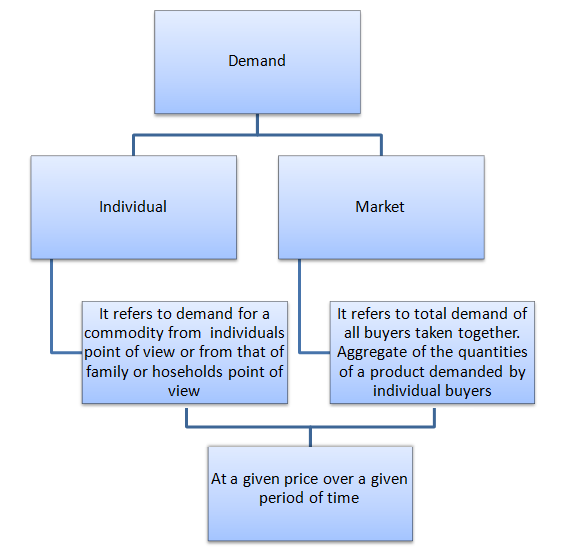 Demand
Individual
Market
It refers to demand for a
commodity from individuals
point of view or from that of
family or hoseholds point of
view
It refers to total demand of
all buyers taken together.
Aggregate of the quantities
of a product demanded by
individual buyers
At a given price over a given
period of time